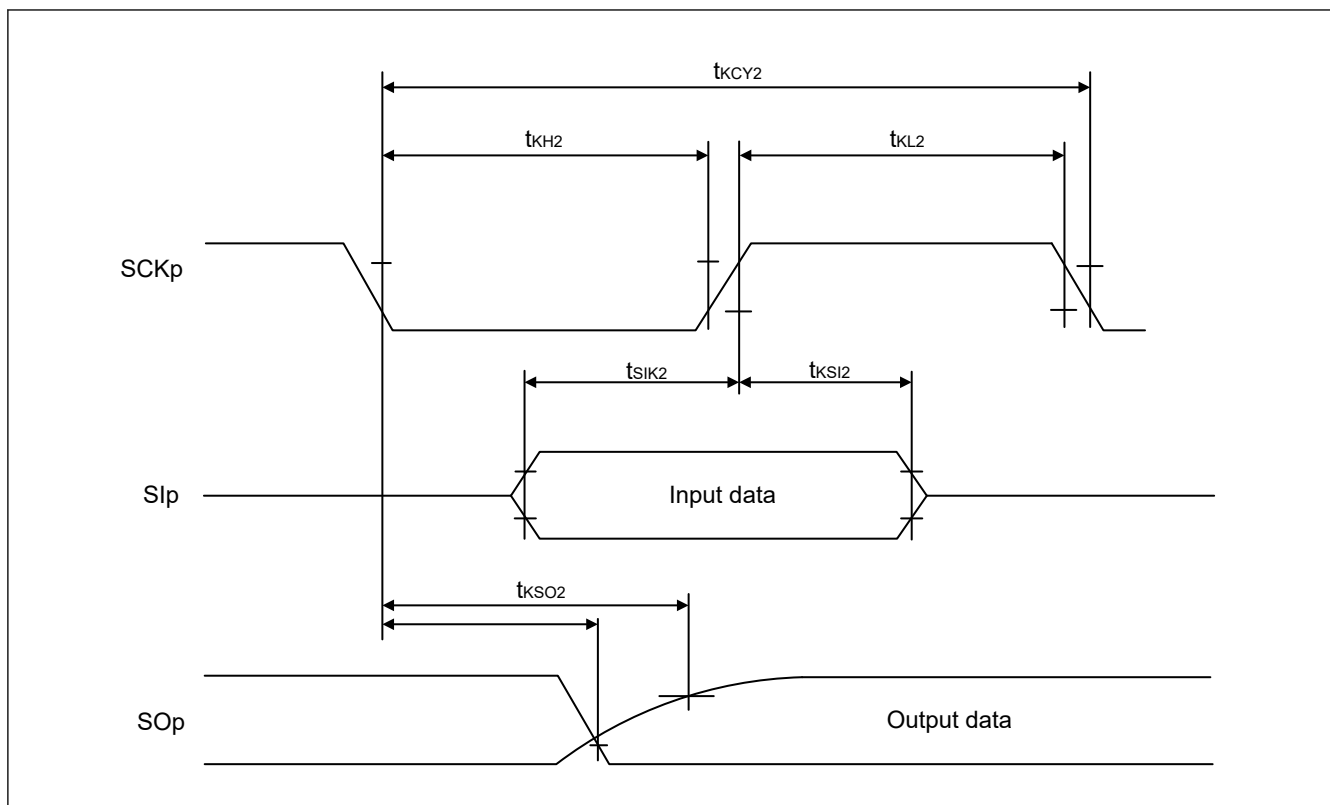 tKCY2
tKH2
tKL2
SCKp
tSIK2
tKSI2
SIp
Input data
tKSO2
SOp
Output data